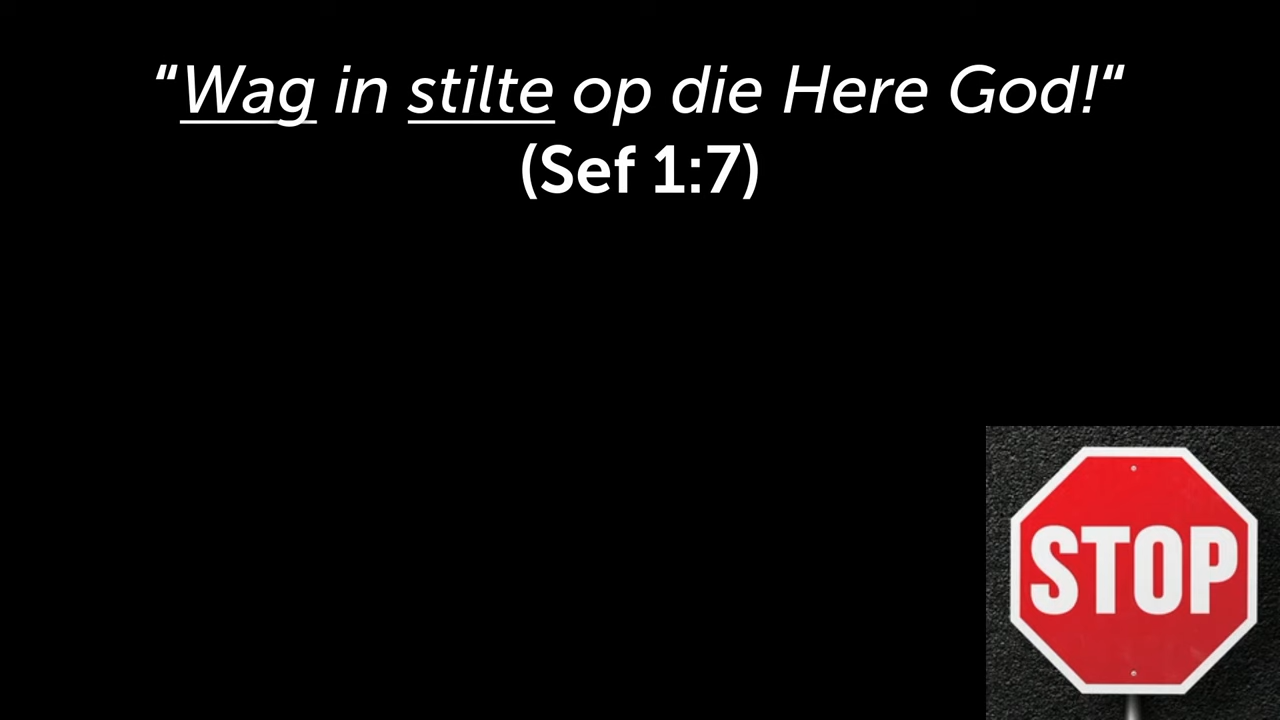 “Wag in stilte op die Here God!“
(Sef 1:7)
STOP